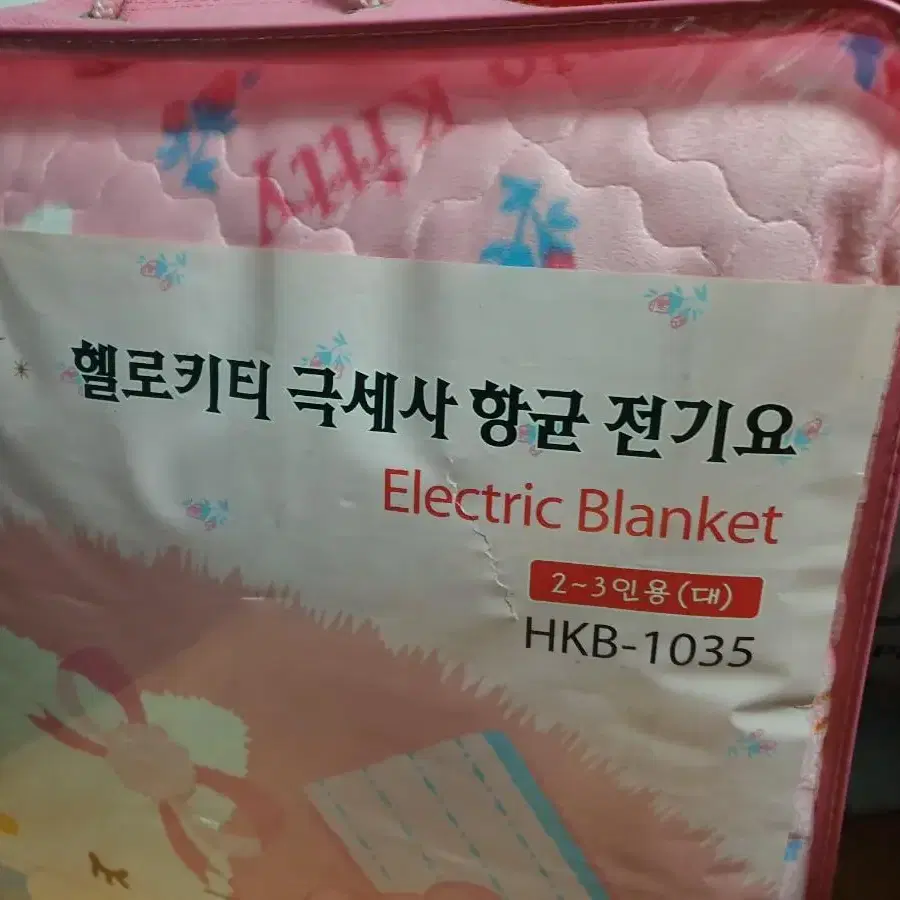 Kitty
헬로키티 극세사 항균 전기요
Electric Blanket
2~3인용(대)
HKB-1035